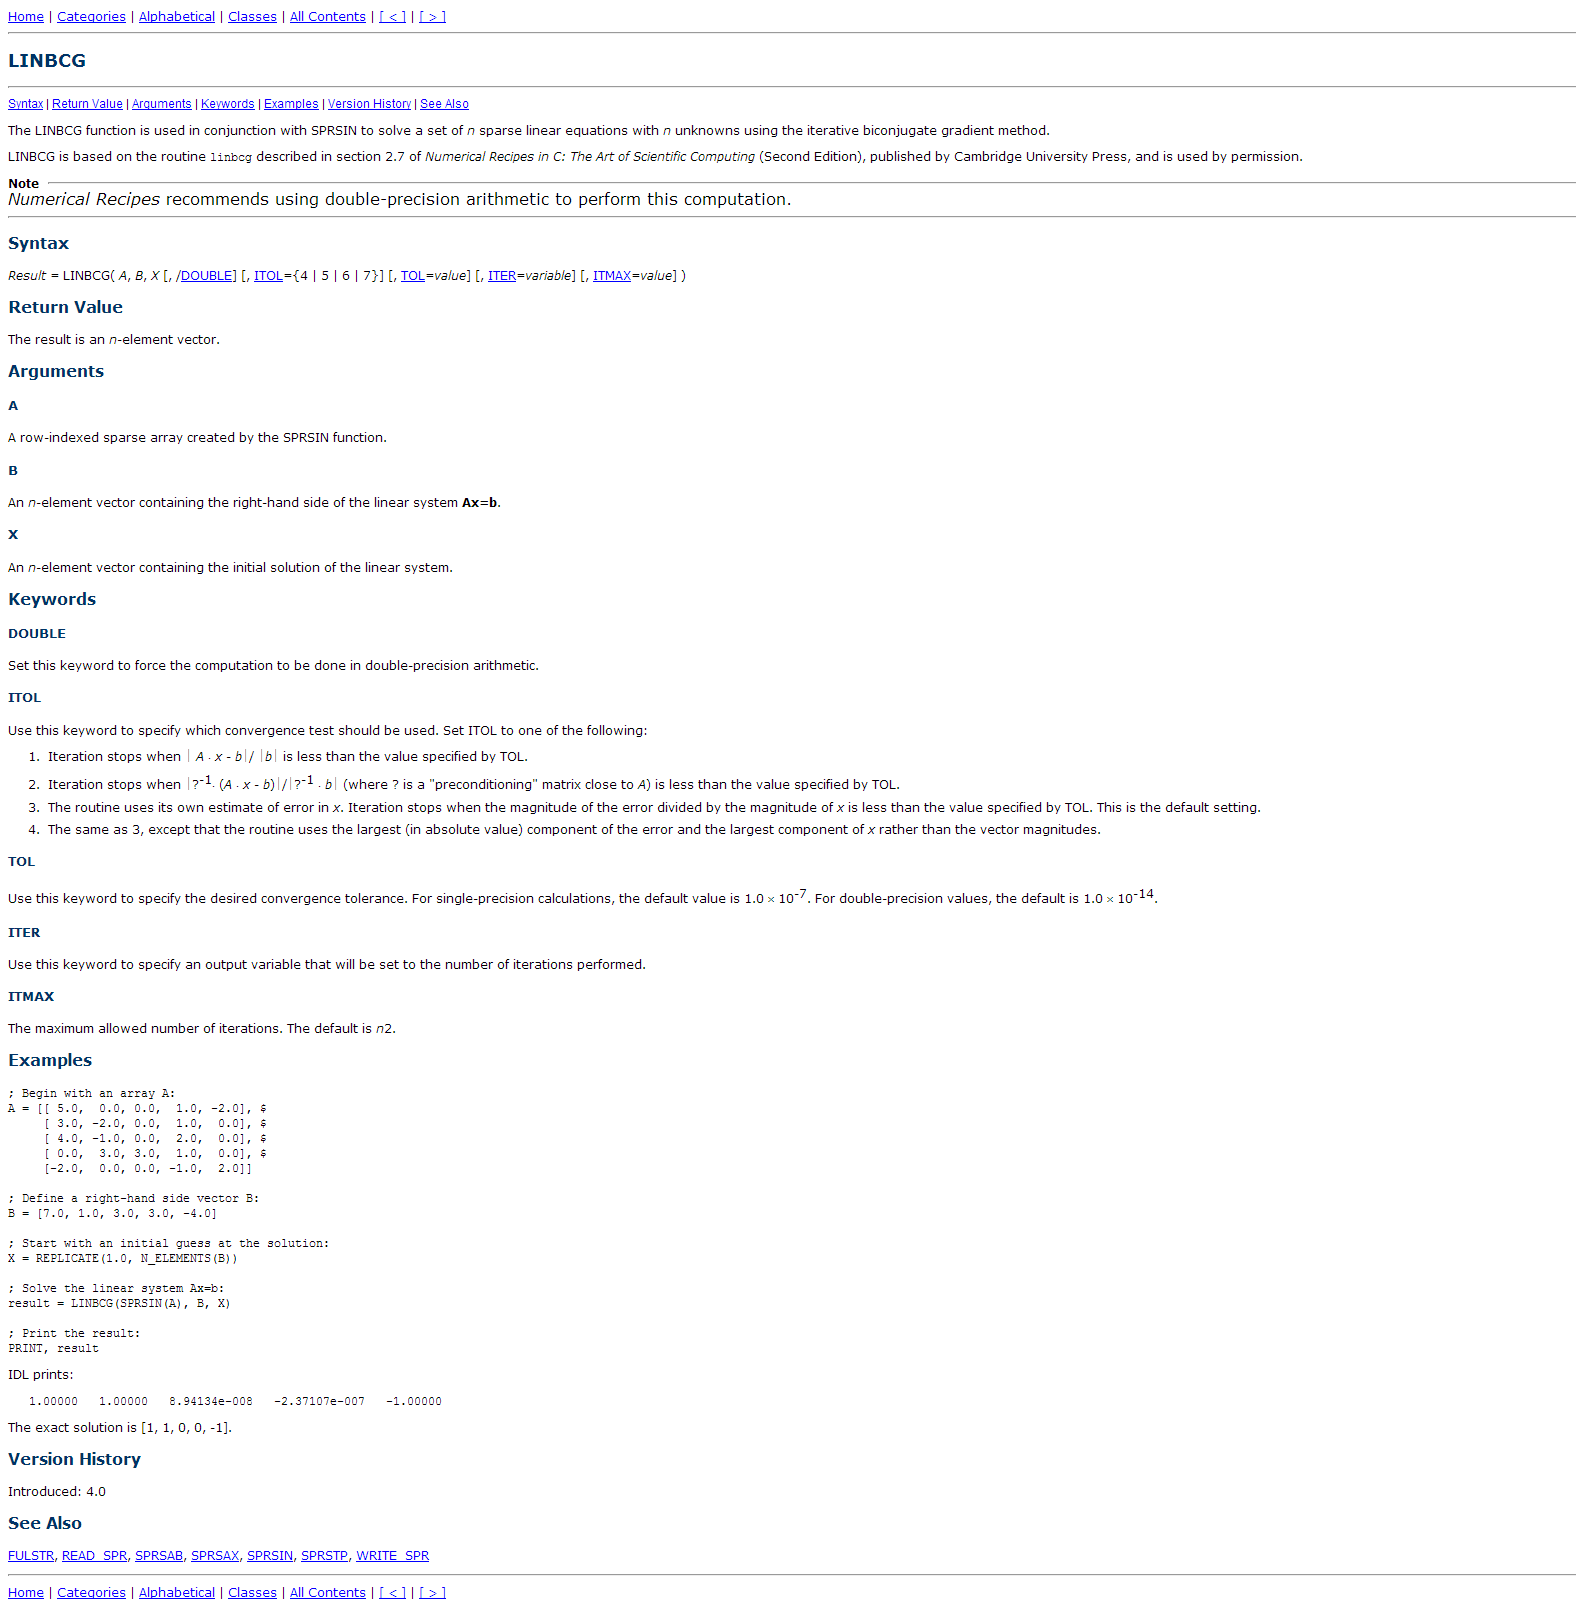 Home | Categories | Alphabetical | Classes | All Contents | [ < ] | [ > ]
LINBCG
Syntax | Return Value | Arguments | Keywords | Examples | Version History | See Also
The LINBCG function is used in conjunction with SPRSIN to solve a set of n sparse linear equations with n unknowns using the iterative biconjugate gradient method.
LINBCG is based on the routine linbcg described in section 2.7 of Numerical Recipes in C: The Art of Scientific Computing (Second Edition), published by Cambridge University Press, and is used by permission.
Note
Numerical Recipes recommends using double-precision arithmetic to perform this computation.
Syntax
Result = LINBCG( A, B, X [, /DOUBLE] [, ITOL={4 | 5 | 6 | 7}] [, TOL=value] [, ITER=variable] [, ITMAX=value] )
Return Value
The result is an n-element vector.
Arguments
A
A row-indexed sparse array created by the SPRSIN function.
B
An n-element vector containing the right-hand side of the linear system Ax=b.
X
An n-element vector containing the initial solution of the linear system.
Keywords
DOUBLE
Set this keyword to force the computation to be done in double-precision arithmetic.
ITOL
Use this keyword to specify which convergence test should be used. Set ITOL to one of the following:
1. Iteration stops when | A · x - b|/ |b| is less than the value specified by TOL.
2. Iteration stops when |?-1· (A · x - b)|/|?-1 · b| (where ? is a "preconditioning" matrix close to A) is less than the value specified by TOL.
3. The routine uses its own estimate of error in x. Iteration stops when the magnitude of the error divided by the magnitude of x is less than the value specified by TOL. This is the default setting.
4. The same as 3, except that the routine uses the largest (in absolute value) component of the error and the largest component of x rather than the vector magnitudes.
TOL
Use this keyword to specify the desired convergence tolerance. For single-precision calculations, the default value is 1.0 × 10-7. For double-precision values, the default is 1.0 × 10-14.
ITER
Use this keyword to specify an output variable that will be set to the number of iterations performed.
ITMAX
The maximum allowed number of iterations. The default is n2.
Examples
; Begin with an array A:
A = [[ 5.0,  0.0, 0.0,  1.0, -2.0], $
     [ 3.0, -2.0, 0.0,  1.0,  0.0], $
     [ 4.0, -1.0, 0.0,  2.0,  0.0], $
     [ 0.0,  3.0, 3.0,  1.0,  0.0], $
     [-2.0,  0.0, 0.0, -1.0,  2.0]]
; Define a right-hand side vector B:
B = [7.0, 1.0, 3.0, 3.0, -4.0]
; Start with an initial guess at the solution:
X = REPLICATE(1.0, N_ELEMENTS(B))
; Solve the linear system Ax=b:
result = LINBCG(SPRSIN(A), B, X)
; Print the result:
PRINT, result
IDL prints:
1.00000   1.00000   8.94134e-008   -2.37107e-007   -1.00000
The exact solution is [1, 1, 0, 0, -1].
Version History
Introduced: 4.0
See Also
FULSTR, READ_SPR, SPRSAB, SPRSAX, SPRSIN, SPRSTP, WRITE_SPR
Home | Categories | Alphabetical | Classes | All Contents | [ < ] | [ > ]